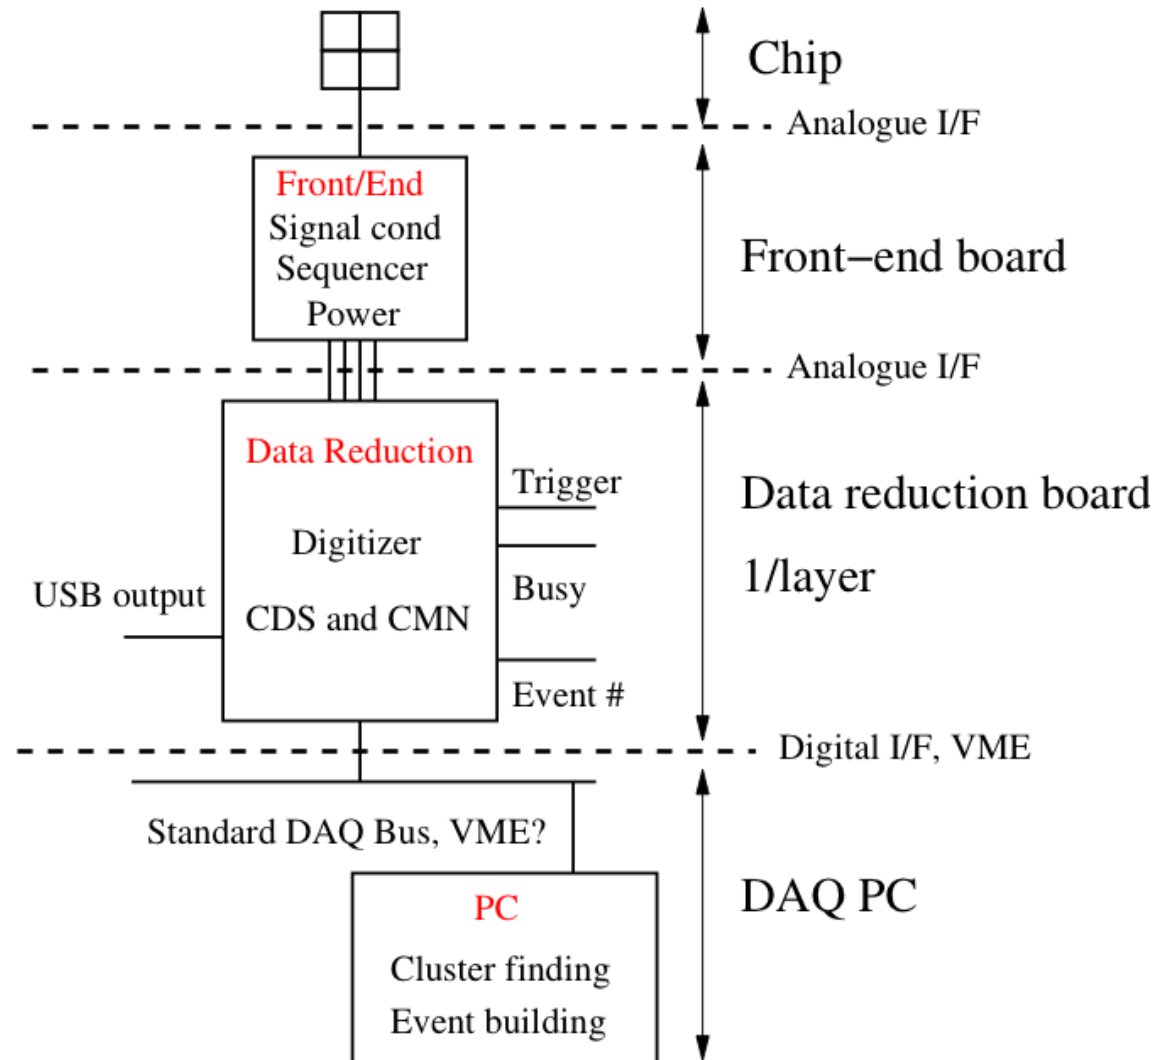 Chip
Analogue I/F
Front/End
Signal cond
Sequencer
Power
Front−end board
Analogue I/F
Data Reduction
Digitizer
CDS and CMN
USB output
Trigger
Busy
Event #
Data reduction board
1/layer
Digital I/F, VME
Standard DAQ Bus, VME?
PC
Cluster finding
Event building
DAQ PC